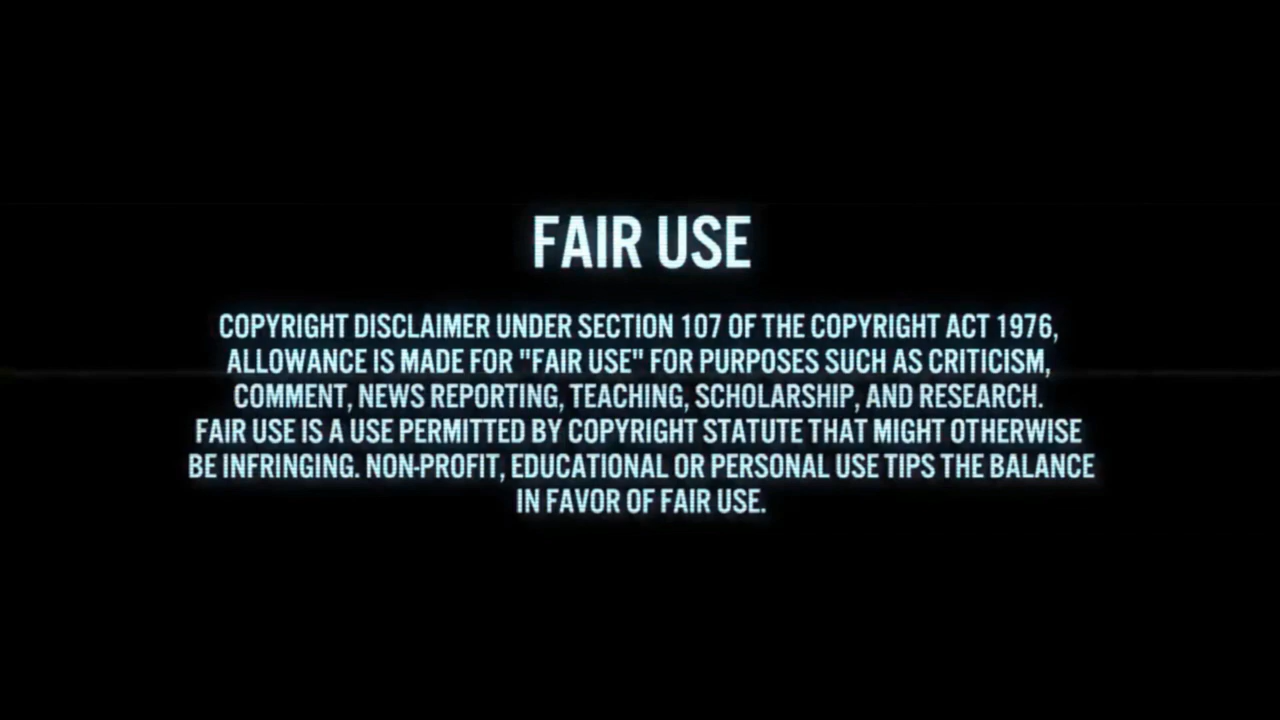 FAIR USE
COPYRIGHT DISCLAIMER UNDER SECTION 107 OF THE COPYRIGHT ACT 1976,
ALLOWANCE IS MADE FOR "FAIR USE" FOR PURPOSES SUCH AS CRITICISM,
COMMENT, NEWS REPORTING, TEACHING, SCHOLARSHIP, AND RESEARCH.
FAIR USE IS A USE PERMITTED BY COPYRIGHT STATUTE THAT MIGHT OTHERWISE
BE INFRINGING. NON-PROFIT, EDUCATIONAL OR PERSONAL USE TIPS THE BALANCE
IN FAVOR OF FAIR USE.